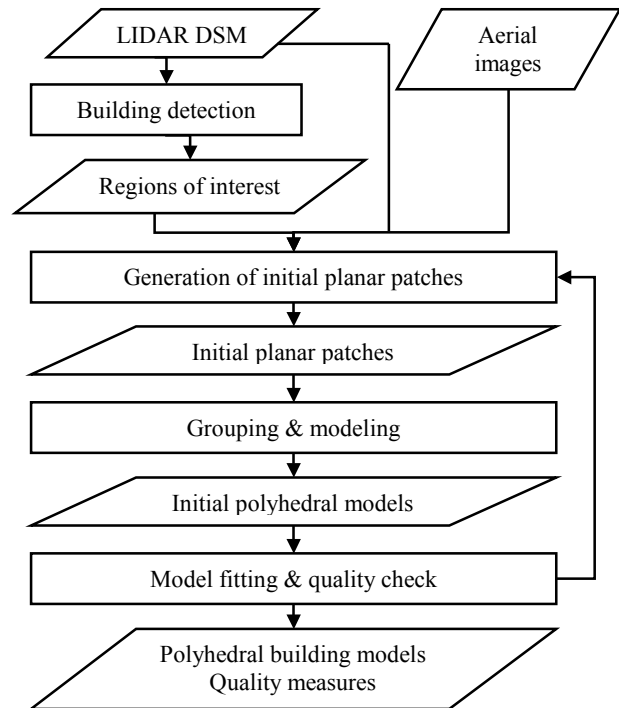 LIDAR DSM
Aerial
images
Building detection
Regions of interest
Generation of initial planar patches
Initial planar patches
Grouping & modeling
Initial polyhedral models
Model fitting & quality check
Polyhedral building models
Quality measures